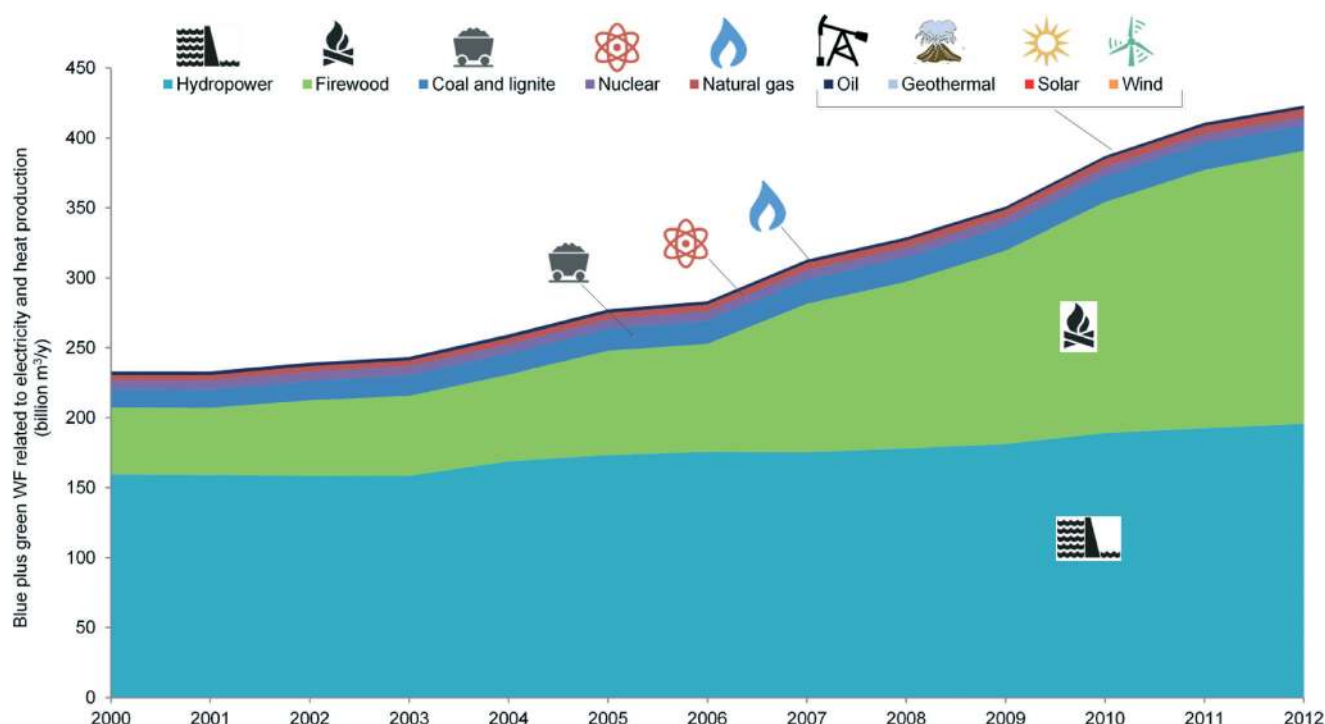 Hydropower Firewood Coal and lignite Nuclear Natural gas Oil Geothermal Solar Wind
Blue plus green WF related to electricity and heat production
(billion m³/y)
450
400
350
300
250
200
150
100
50
0
2000 2001 2002 2003 2004 2005 2006 2007 2008 2009 2010 2011 2012